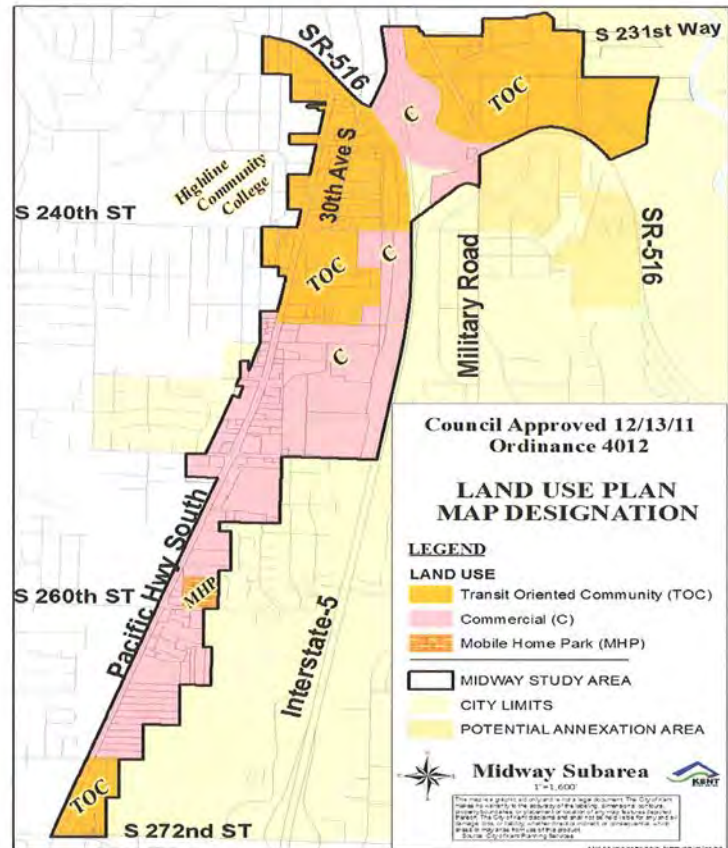 S 231st Way
SR-516
TOC
C
Highline
Community
College
30th Ave S
S 240th ST
TOC
C
Military Road
SR-516
C
Pacific Hwy South
S 260th ST
MHP
Interstate-5
TOC
S 272nd ST
Council Approved 12/13/11
Ordinance 4012
LAND USE PLAN
MAP DESIGNATION
LEGEND
LAND USE
Transit Oriented Community (TOC)
Commercial (C)
Mobile Home Park (MHP)
MIDWAY STUDY AREA
CITY LIMITS
POTENTIAL ANNEXATION AREA
Midway Subarea
1"=1,600'
KENT